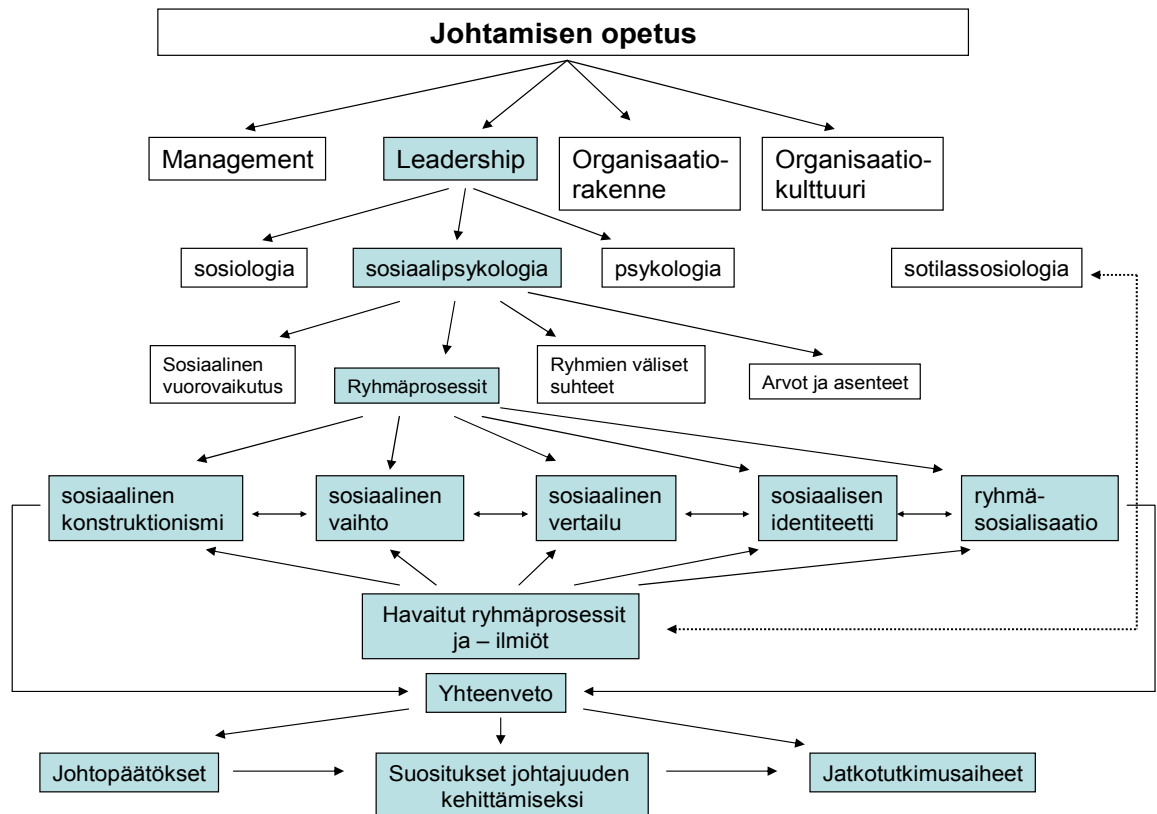 Johtamisen opetus
Management
Leadership
Organisaatio-
rakenne
Organisaatio-
kulttuuri
sosiologia
sosiaalipsykologia
psykologia
sotilassosiologia
Sosiaalinen
vuorovaikutus
Ryhmäprosessit
Ryhmien väliset
suhteet
Arvot ja asenteet
sosiaalinen
konstruktionismi
sosiaalinen
vaihto
sosiaalinen
vertailu
sosiaalisen
identiteetti
ryhmä-
sosialisaatio
Havaitut ryhmäprosessit
ja – ilmiöt
Yhteenveto
Johtopäätökset
Suositukset johtajuuden
kehittämiseksi
Jatkotutkimusaiheet